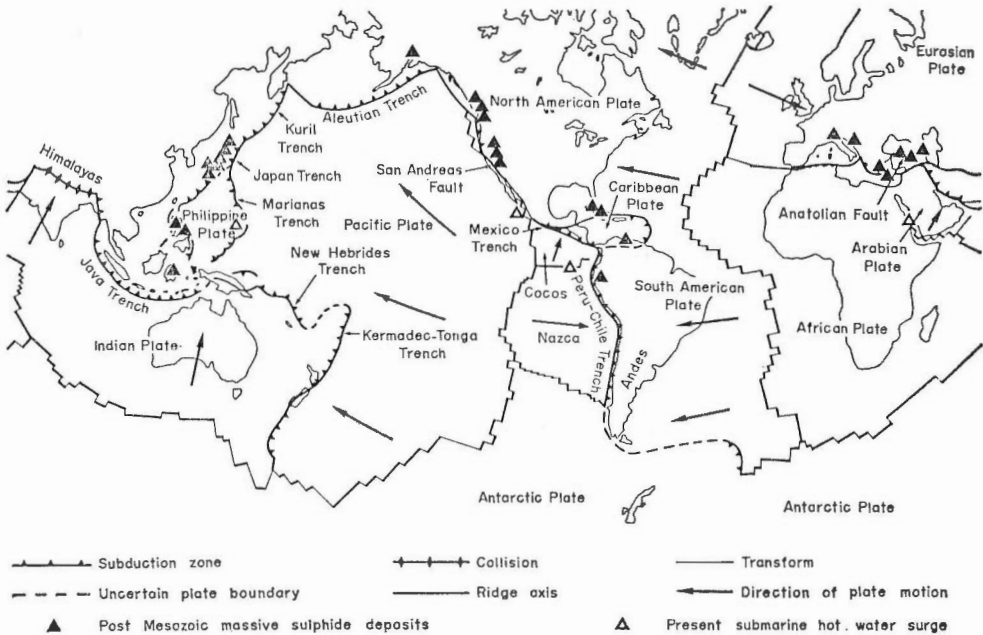 Eurasian
Plate
North American Plate
Aleutian Trench
Kuril
Trench
Himalayas
San Andreas
Fault
Japan Trench
Caribbean
Plate
Marianas
Trench
Philippine
Plate
Pacific Plate
Mexico
Trench
Anatolian Fault
Arabian
Plate
New Hebrides
Trench
Java Trench
Cocos
Peru-Chile Trench
South American
Plate
African Plate
Indian Plate
Kermadec-Tonga
Trench
Nazca
Andes
Antarctic Plate
Antarctic Plate
Subduction zone
Collision
Transform
Uncertain plate boundary
Ridge axis
Direction of plate motion
Post Mesozoic massive sulphide deposits
Present submarine hot. water surge